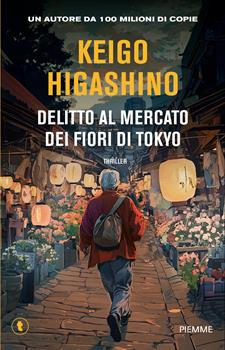 UN AUTORE DA 100 MILIONI DI COPIE
KEIGO
HIGASHINO
DELITTO AL MERCATO
DEI FIORI DI TOKYO
THRILLER
PIEMME